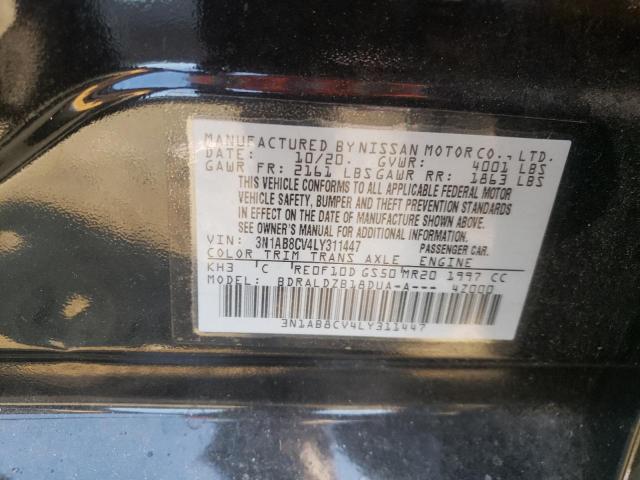 MANUFACTURED BY NISSAN MOTOR CO., LTD.
DATE: 10/20. GVWR: 4001 LBS
GAWR FR: 2161 LBS GAWR RR: 1863 LBS
THIS VEHICLE CONFORMS TO ALL APPLICABLE FEDERAL MOTOR
VEHICLE SAFETY, BUMPER AND THEFT PREVENTION STANDARDS
IN EFFECT ON THE DATE OF MANUFACTURE SHOWN ABOVE.
SEE OWNER'S MANUAL FOR ADDITIONAL INFORMATION.
VIN: 3N1AB8CV4LY311447 PASSENGER CAR.
COLOR TRIM TRANS AXLE ENGINE
KH3 C RE0F10D GS50 MR20 1997 CC
MODEL: BDRALDZB18DUA-A--- 4Z000
3N1AB8CV4LY311447